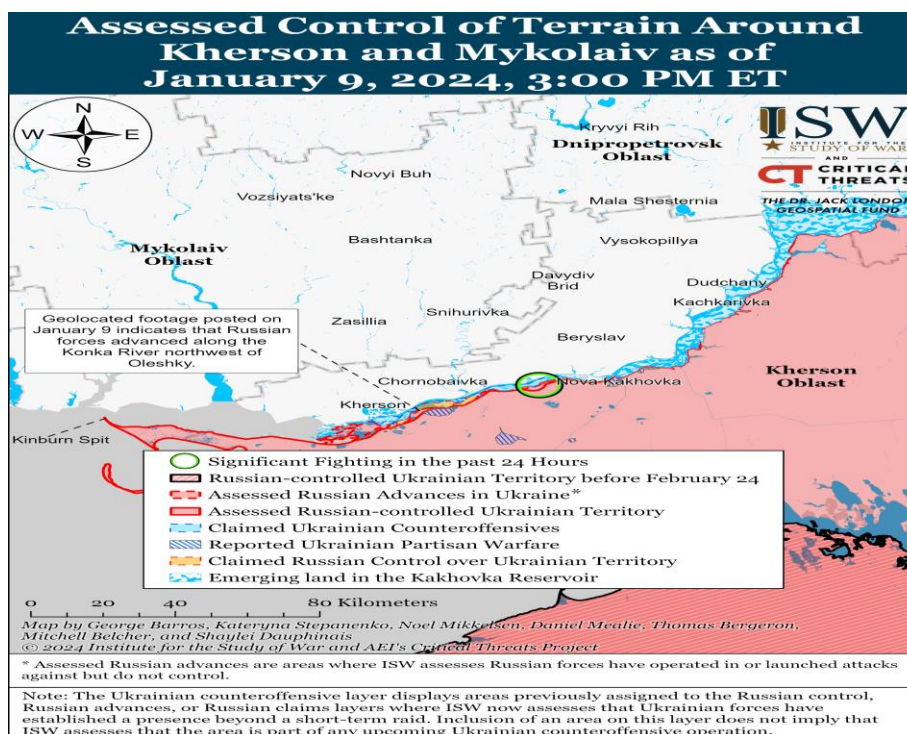 Assessed Control of Terrain Around
Kherson and Mykolaiv as of
January 9, 2024, 3:00 PM ET
N
W
E
S
ISW
INSTITUTE FOR THE
STUDY OF WAR
AND
CT CRITICAL
THREATS
THE DR. JACK LONDON
GEOSPATIAL FUND
Kryvyi Rih
Dnipropetrovsk
Oblast
Novyi Buh
Voziyats'ke
Mala Shesternia
Mykolaiv
Oblast
Bashtanka
Vysokopillya
Davydiv
Brid
Dudchany
Kachkarivka
Geolocated footage posted on
January 9 indicates that Russian
forces advanced along the
Konka River northwest of
Oleshky.
Zasillia
Snihurivka
Beryslav
Kherson
Oblast
Chornobaivka
Nova Kakhovka
Kherson
Kinburn Spit
Significant Fighting in the past 24 Hours
Russian-controlled Ukrainian Territory before February 24
Assessed Russian Advances in Ukraine*
Assessed Russian-controlled Ukrainian Territory
Claimed Ukrainian Counteroffensives
Reported Ukrainian Partisan Warfare
Claimed Russian Control over Ukrainian Territory
Emerging land in the Kakhovka Reservoir
0 20 40 80 Kilometers
Map by George Barros, Kateryna Stepanenko, Noel Mikkelsen, Daniel Mealie, Thomas Bergeron,
Mitchell Belcher, and Shaylei Dauphinais
© 2024 Institute for the Study of War and AEI's Critical Threats Project
* Assessed Russian advances are areas where ISW assesses Russian forces have operated in or launched attacks
against but do not control.
Note: The Ukrainian counteroffensive layer displays areas previously assigned to the Russian control,
Russian advances, or Russian claims layers where ISW now assesses that Ukrainian forces have
established a presence beyond a short-term raid. Inclusion of an area on this layer does not imply that
ISW assesses that the area is part of any upcoming Ukrainian counteroffensive operation.